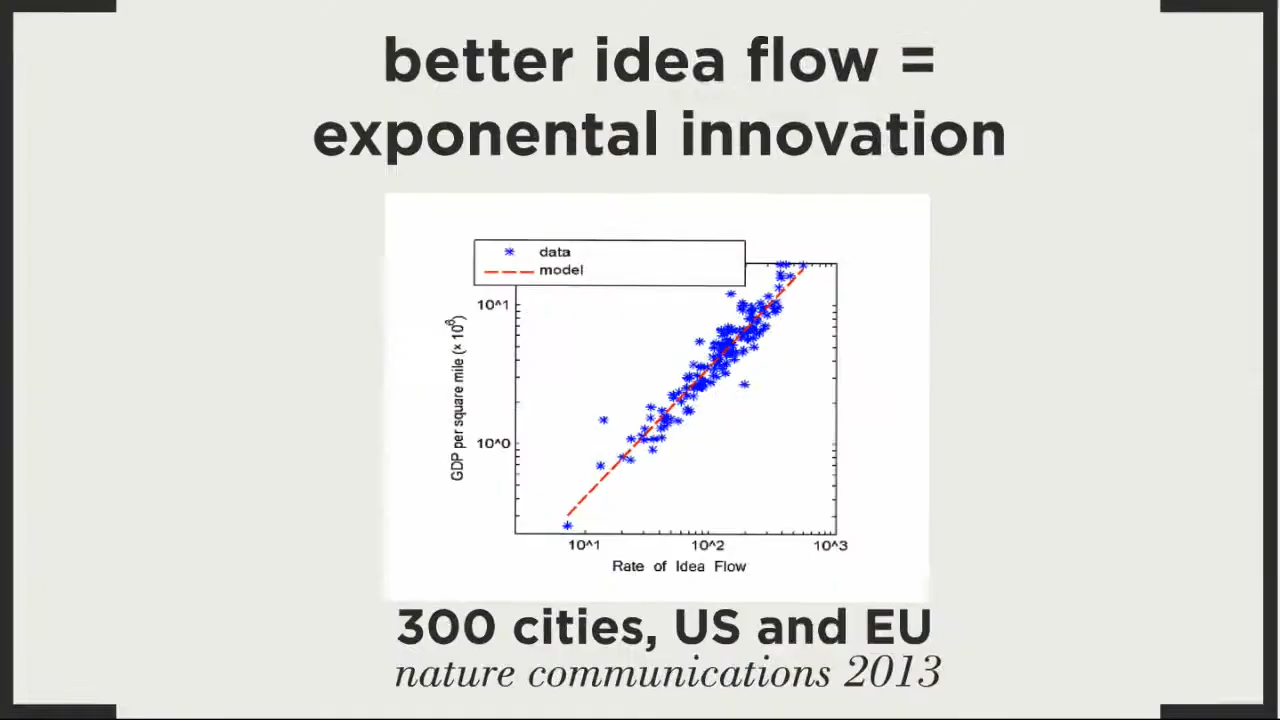 better idea flow =
exponental innovation
data
model
10^1
10^0
GDP per square mile (× 10⁸)
10^1 10^2 10^3
Rate of Idea Flow
300 cities, US and EU
nature communications 2013